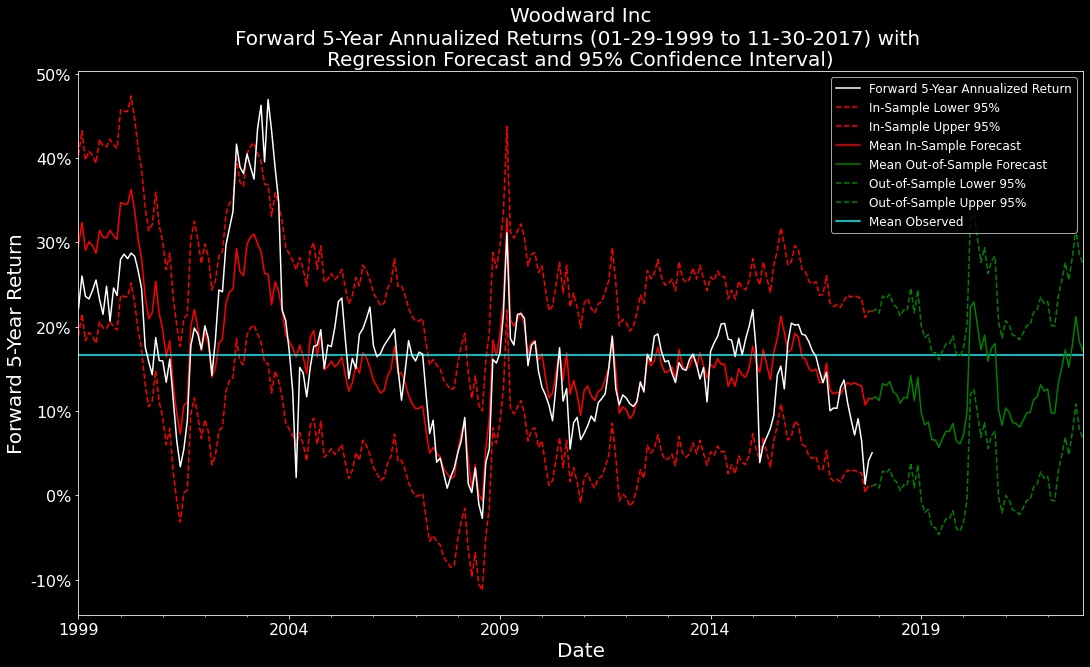 Woodward Inc
Forward 5-Year Annualized Returns (01-29-1999 to 11-30-2017) with
Regression Forecast and 95% Confidence Interval)
Forward 5-Year Annualized Return
In-Sample Lower 95%
In-Sample Upper 95%
Mean In-Sample Forecast
Mean Out-of-Sample Forecast
Out-of-Sample Lower 95%
Out-of-Sample Upper 95%
Mean Observed
Forward 5-Year Return
50%
40%
30%
20%
10%
0%
-10%
1999
2004
2009
2014
2019
Date